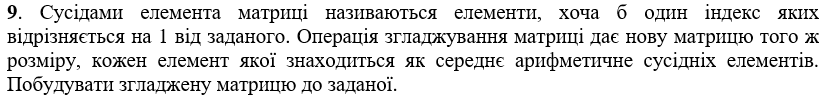 9. Сусідами елемента матриці називаються елементи, хоча б один індекс яких
відрізняється на 1 від заданого. Операція згладжування матриці дає нову матрицю того ж
розміру, кожен елемент якої знаходиться як середнє арифметичне сусідніх елементів.
Побудувати згладжену матрицю до заданої.